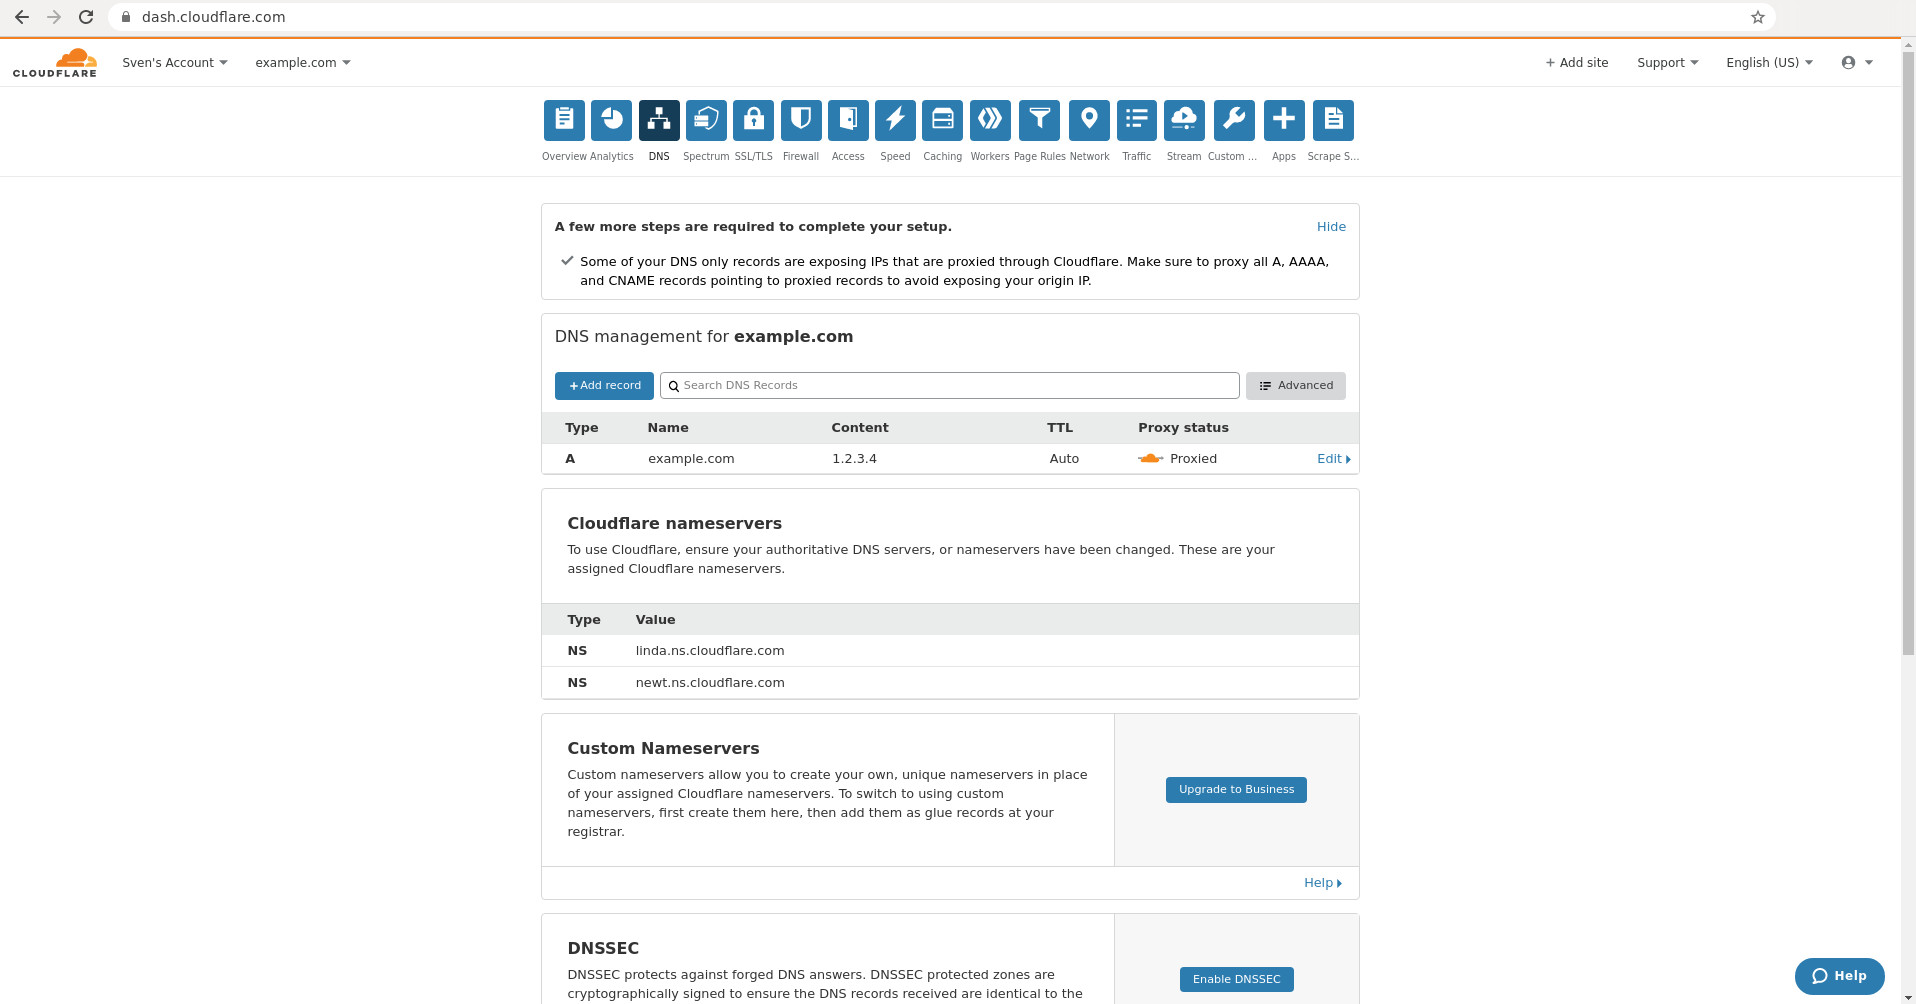 dash.cloudflare.com
CLOUDFLARE Sven's Account example.com + Add site Support English (US)
Overview Analytics DNS Spectrum SSL/TLS Firewall Access Speed Caching Workers Page Rules Network Traffic Stream Custom ... Apps Scrape S...
A few more steps are required to complete your setup. Hide
Some of your DNS only records are exposing IPs that are proxied through Cloudflare. Make sure to proxy all A, AAAA,
and CNAME records pointing to proxied records to avoid exposing your origin IP.
DNS management for example.com
+ Add record Search DNS Records Advanced
Type Name Content TTL Proxy status
A example.com 1.2.3.4 Auto Proxied Edit
Cloudflare nameservers
To use Cloudflare, ensure your authoritative DNS servers, or nameservers have been changed. These are your
assigned Cloudflare nameservers.
Type Value
NS linda.ns.cloudflare.com
NS newt.ns.cloudflare.com
Custom Nameservers
Custom nameservers allow you to create your own, unique nameservers in place
of your assigned Cloudflare nameservers. To switch to using custom
nameservers, first create them here, then add them as glue records at your
registrar.
Upgrade to Business
Help
DNSSEC
DNSSEC protects against forged DNS answers. DNSSEC protected zones are
cryptographically signed to ensure the DNS records received are identical to the
Enable DNSSEC
Help